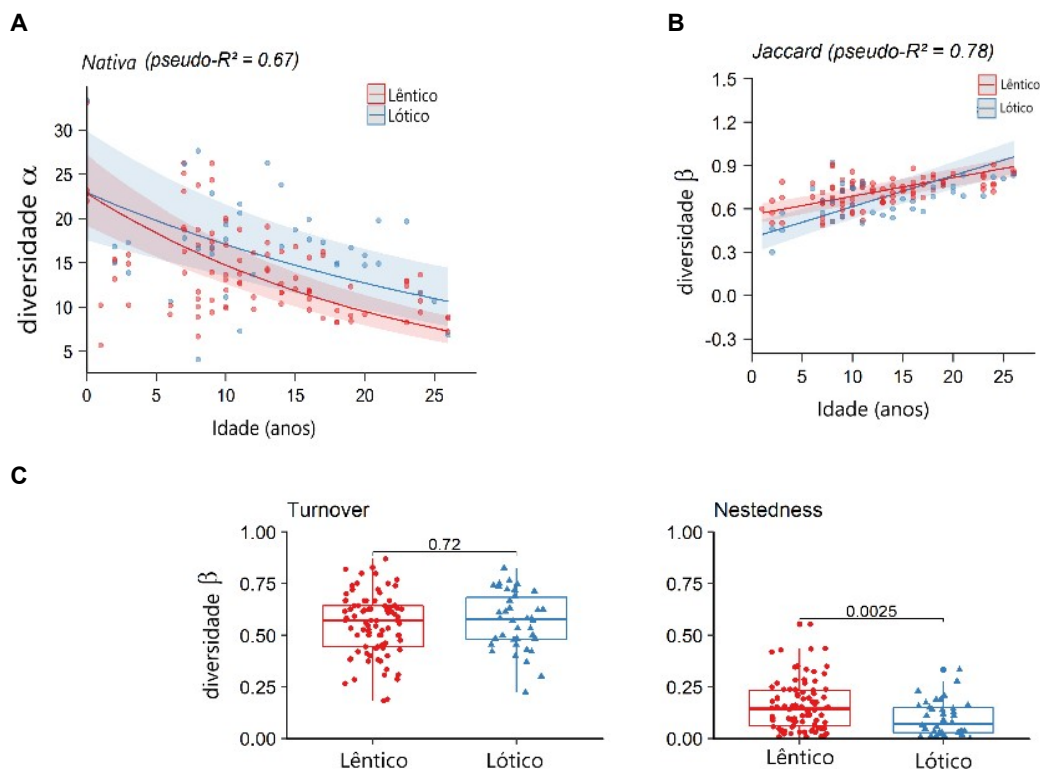 A
Nativa (pseudo-R² = 0.67)
Lêntico
Lótico
diversidade α
30
25
20
15
10
5
0 5 10 15 20 25
Idade (anos)
B
Jaccard (pseudo-R² = 0.78)
Lêntico
Lótico
diversidade β
1.5
1.2
0.9
0.6
0.3
0.0
-0.3
0 5 10 15 20 25
Idade (anos)
C
Turnover
0.72
diversidade β
1.00
0.75
0.50
0.25
0.00
Lêntico Lótico
Nestedness
0.0025
1.00
0.75
0.50
0.25
0.00
Lêntico Lótico